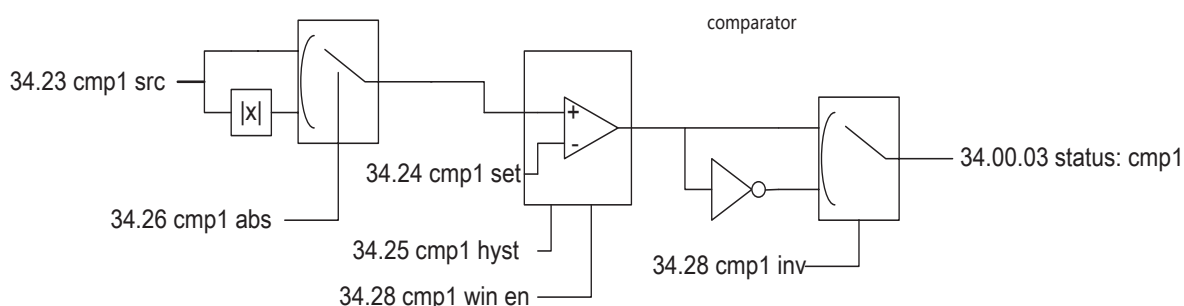 comparator
34.23 cmp1 src
|x|
+
34.00.03 status: cmp1
-
34.24 cmp1 set
34.26 cmp1 abs
34.25 cmp1 hyst
34.28 cmp1 inv
34.28 cmp1 win en